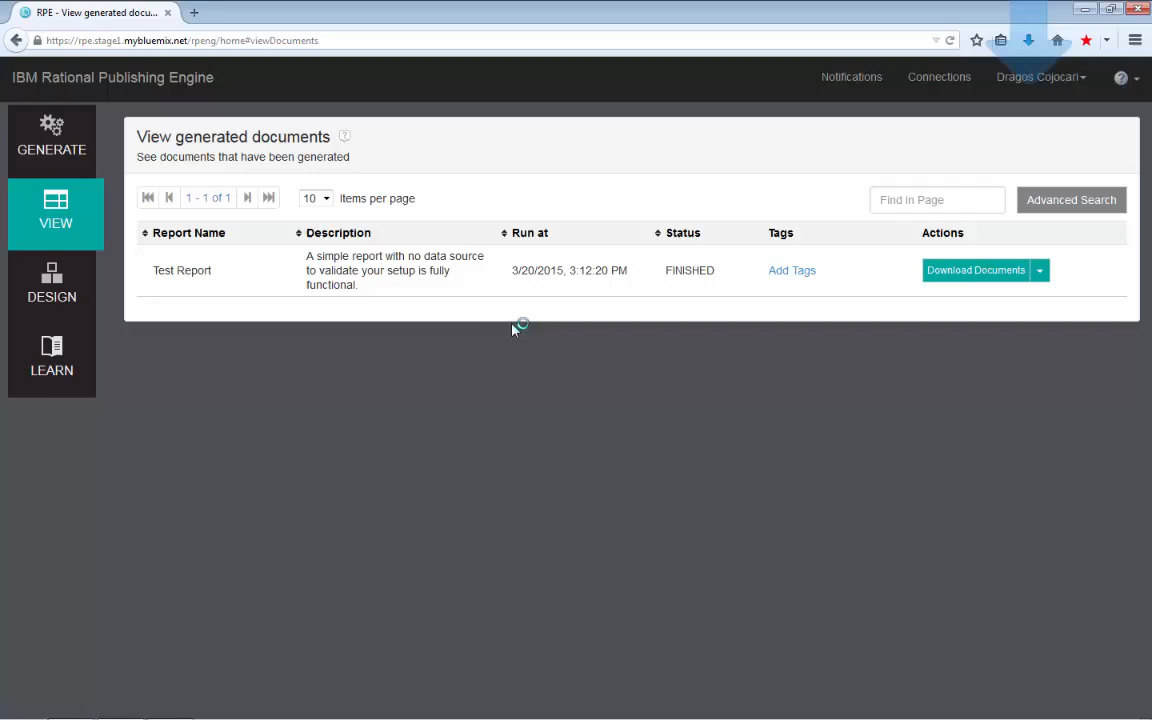 RPE - View generated docu...
https://rpe.stage1.mybluemix.net/rpeng/home#viewDocuments
IBM Rational Publishing Engine
Notifications
Connections
Dragos Cojocari
GENERATE
VIEW
DESIGN
LEARN
View generated documents
See documents that have been generated
1 - 1 of 1
10
Items per page
Find in Page
Advanced Search
Report Name
Description
Run at
Status
Tags
Actions
Test Report
A simple report with no data source
to validate your setup is fully
functional.
3/20/2015, 3:12:20 PM
FINISHED
Add Tags
Download Documents